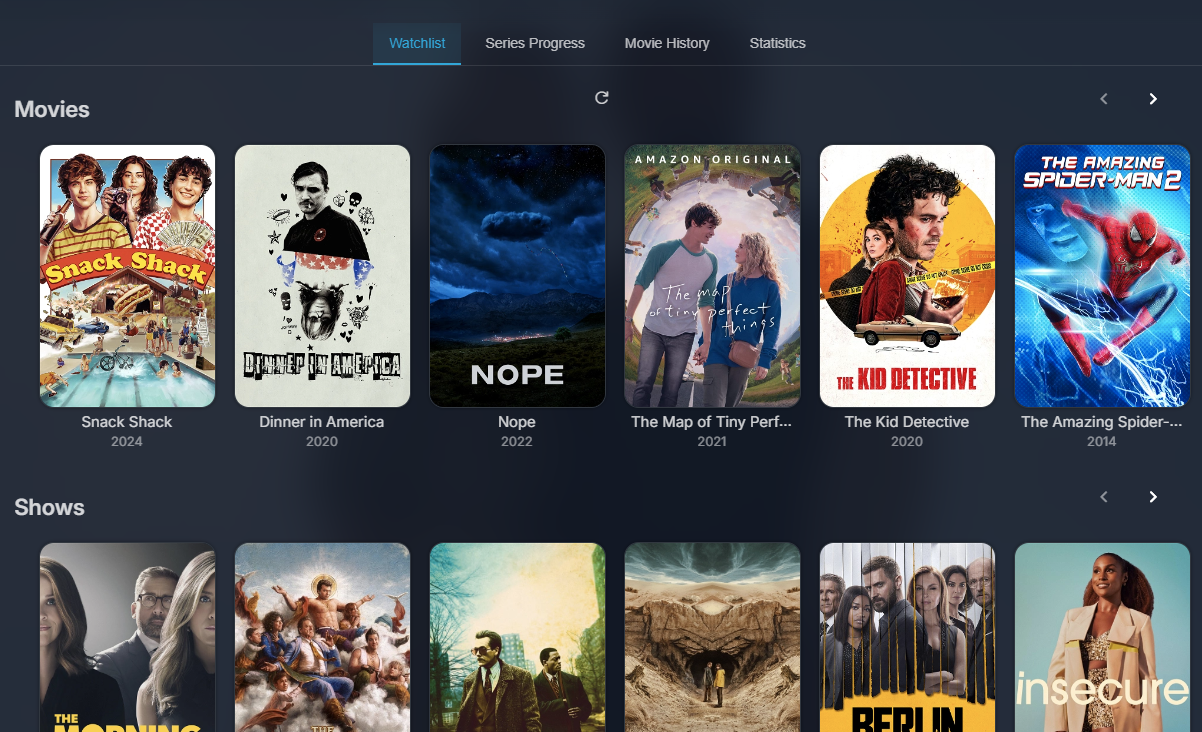 Watchlist
Series Progress
Movie History
Statistics
Movies
Snack Shack
DINNER IN AMERICA
NOPE
AMAZON ORIGINAL
The map
of tiny perfect
things
THE KID DETECTIVE
THE AMAZING
SPIDER-MAN 2
Snack Shack
2024
Dinner in America
2020
Nope
2022
The Map of Tiny Perf...
2021
The Kid Detective
2020
The Amazing Spider-...
2014
Shows
THE
MORNING
THE
BERLIN
insecure